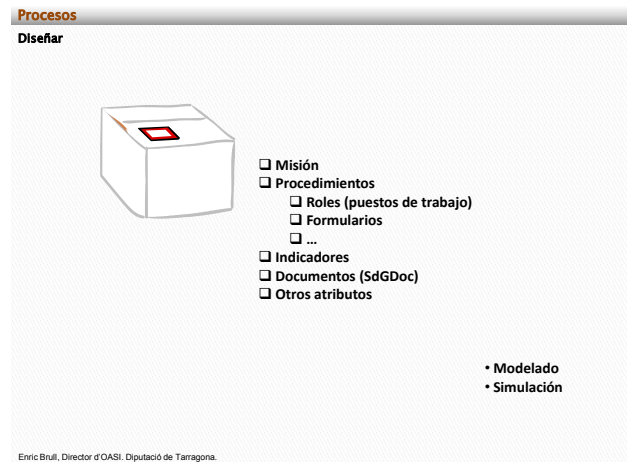 Procesos
Diseñar
❑ Misión
❑ Procedimientos
❑ Roles (puestos de trabajo)
❑ Formularios
❑ ...
❑ Indicadores
❑ Documentos (SdGDoc)
❑ Otros atributos
• Modelado
• Simulación
Enric Brull, Director d'OASI. Diputació de Tarragona.